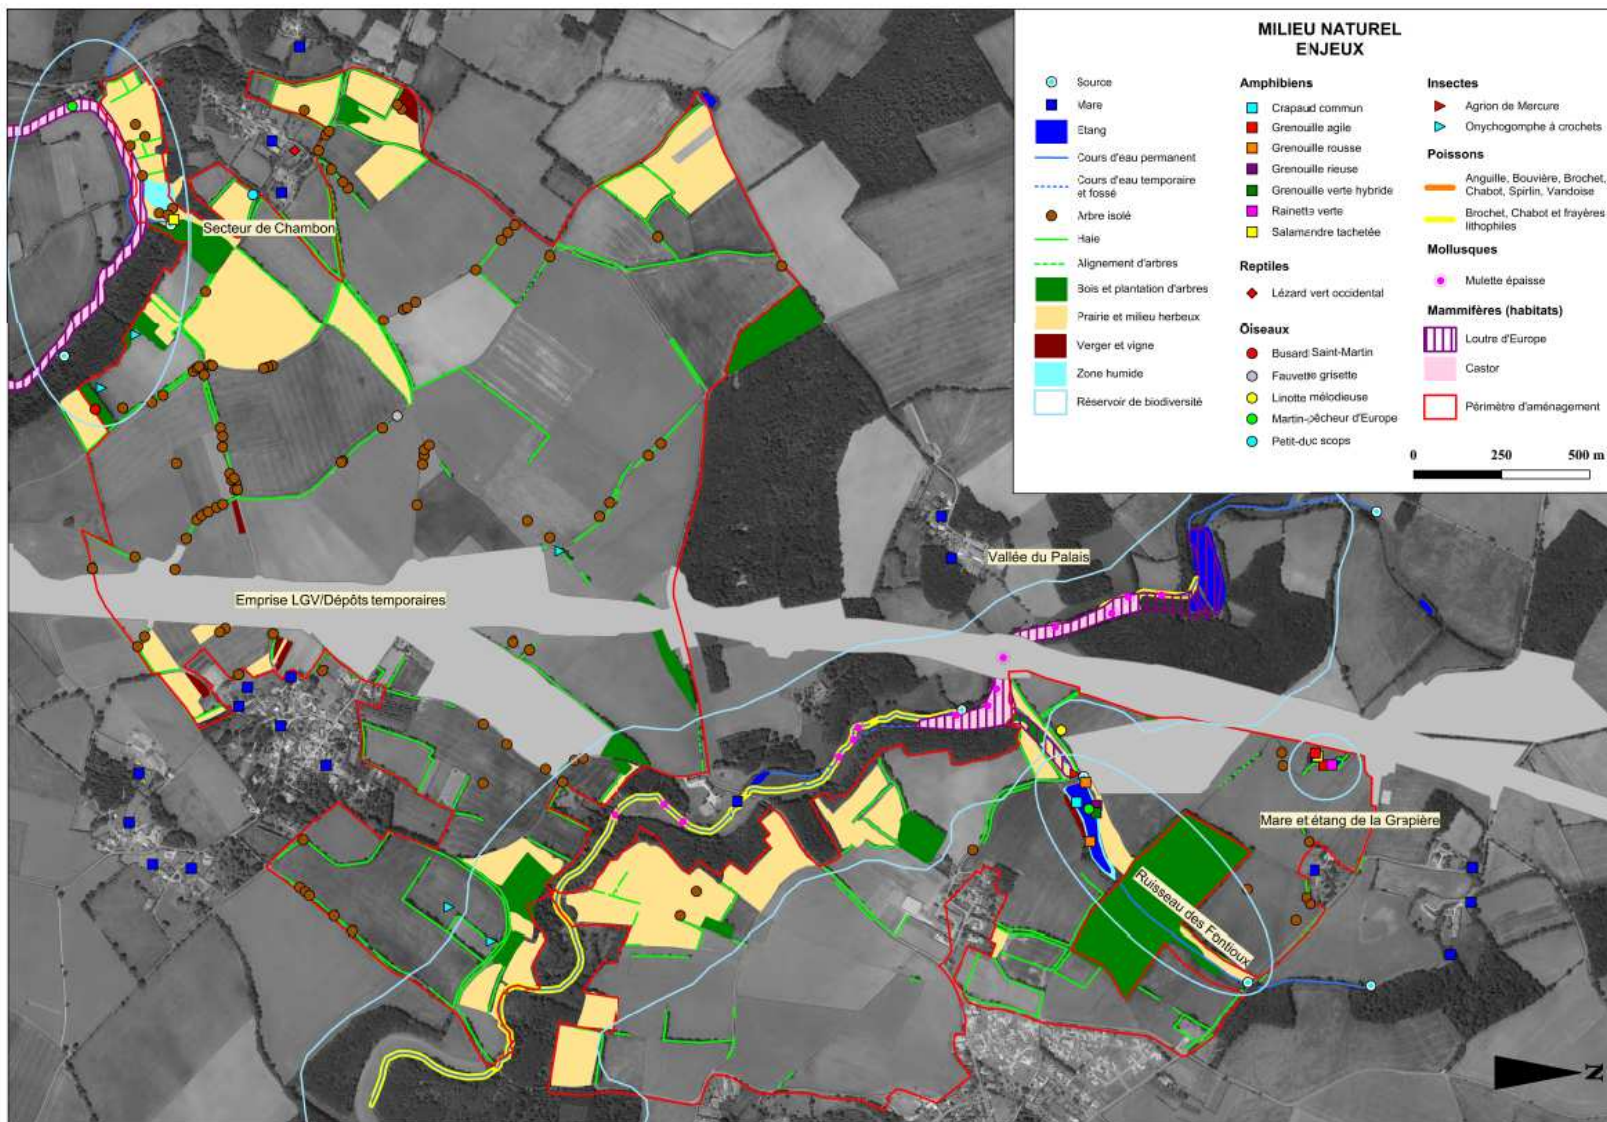 MILIEU NATUREL
ENJEUX
Source
Mare
Etang
Cours d'eau permanent
Cours d'eau temporaire
et fossé
Arbre isolé
Haie
Alignement d'arbres
Bois et plantation d'arbres
Prairie et milieu herbeux
Verger et vigne
Zone humide
Réservoir de biodiversité
Amphibiens
Crapaud commun
Grenouille agile
Grenouille rousse
Grenouille rieuse
Grenouille verte hybride
Rainette verte
Salamandre tachetée
Reptiles
Lézard vert occidental
Oiseaux
Busard Saint-Martin
Fauvette grisette
Linotte mélodieuse
Martin-pêcheur d'Europe
Petit-duc scops
Insectes
Agrion de Mercure
Onychogomphe à crochets
Poissons
Anguille, Bouvière, Brochet,
Chabot, Spirlin, Vandoise
Brochet, Chabot et frayères
lithophiles
Mollusques
Mulette épaisse
Mammifères (habitats)
Loutre d'Europe
Castor
Périmètre d'aménagement
0 250 500 m
Secteur de Chambon
Vallée du Palais
Emprise LGV/Dépôts temporaires
Mare et étang de la Grapière
Ruisseau des Fontioux
N